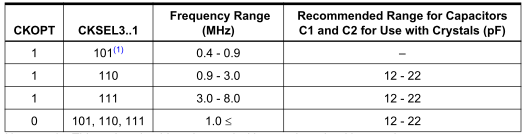 CKOPT CKSEL3..1 Frequency Range (MHz) Recommended Range for Capacitors C1 and C2 for Use with Crystals (pF)
1 101(1) 0.4 - 0.9 –
1 110 0.9 - 3.0 12 - 22
1 111 3.0 - 8.0 12 - 22
0 101, 110, 111 1.0 ≤ 12 - 22